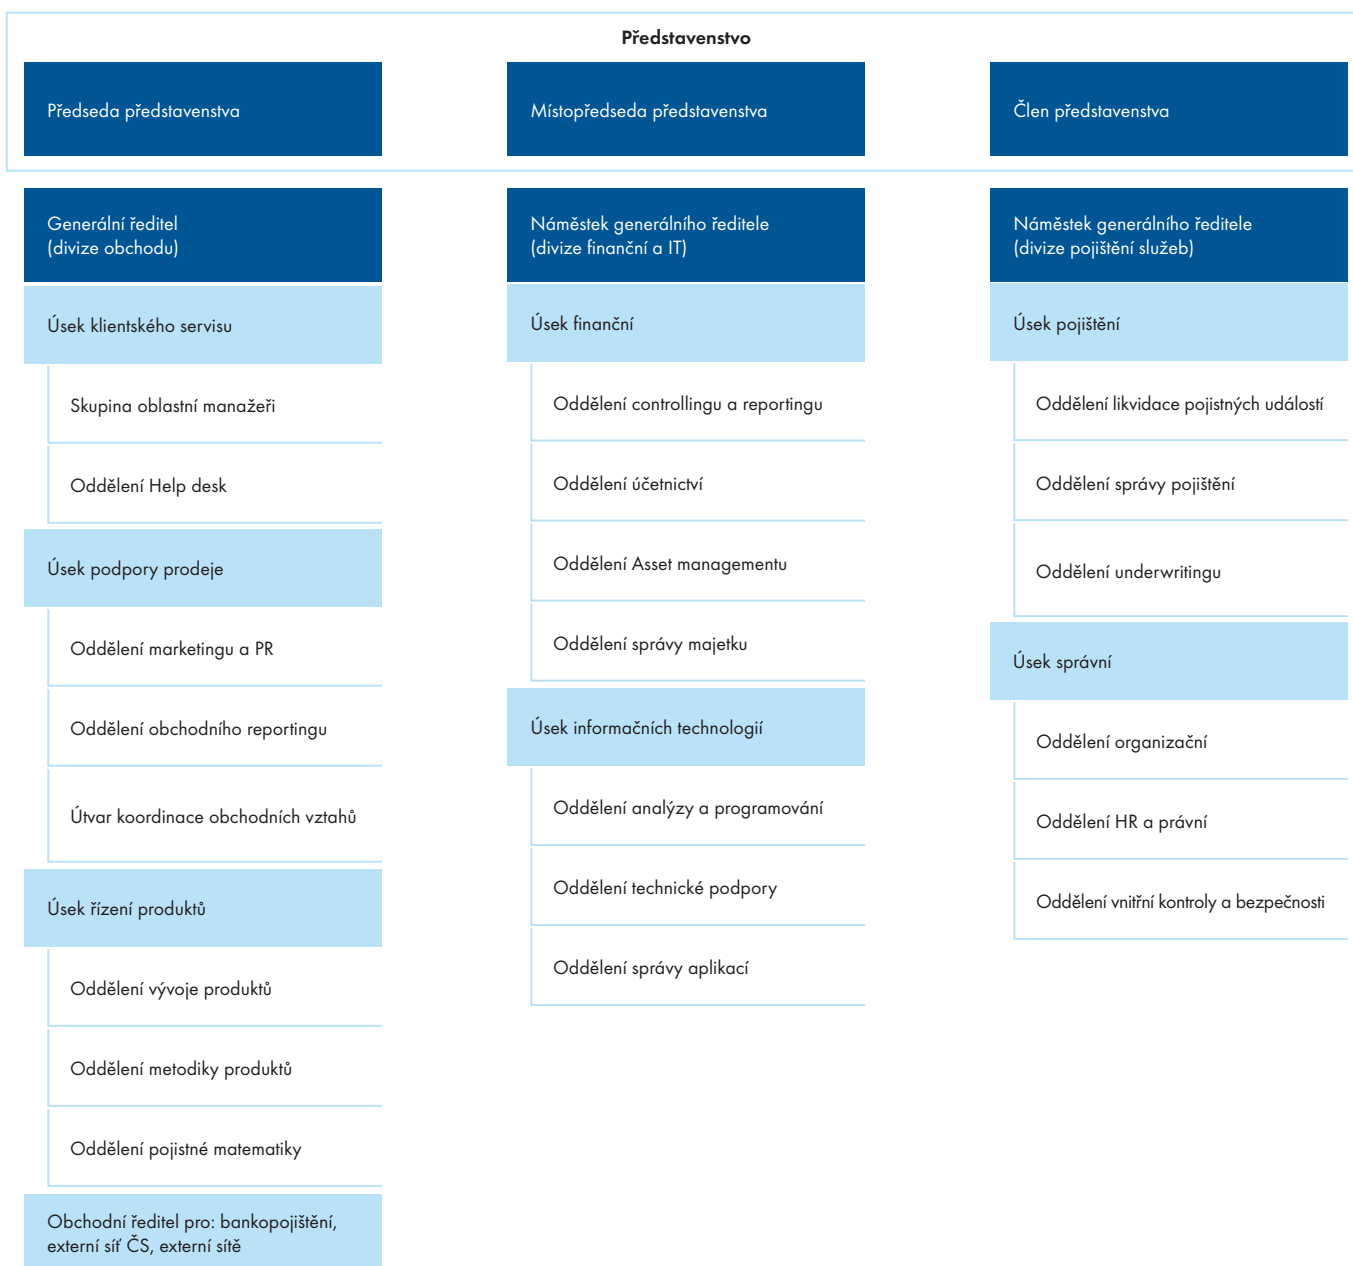 Představenstvo
Předseda představenstva
Místopředseda představenstva
Člen představenstva
Generální ředitel
(divize obchodu)
Úsek klientského servisu
Skupina oblastní manažeři
Oddělení Help desk
Úsek podpory prodeje
Oddělení marketingu a PR
Oddělení obchodního reportingu
Útvar koordinace obchodních vztahů
Úsek řízení produktů
Oddělení vývoje produktů
Oddělení metodiky produktů
Oddělení pojistné matematiky
Obchodní ředitel pro: bankopojištění,
externí síť ČS, externí sítě
Náměstek generálního ředitele
(divize finanční a IT)
Úsek finanční
Oddělení controllingu a reportingu
Oddělení účetnictví
Oddělení Asset managementu
Oddělení správy majetku
Úsek informačních technologií
Oddělení analýzy a programování
Oddělení technické podpory
Oddělení správy aplikací
Náměstek generálního ředitele
(divize pojištění služeb)
Úsek pojištění
Oddělení likvidace pojistných událostí
Oddělení správy pojištění
Oddělení underwritingu
Úsek správní
Oddělení organizační
Oddělení HR a právní
Oddělení vnitřní kontroly a bezpečnosti